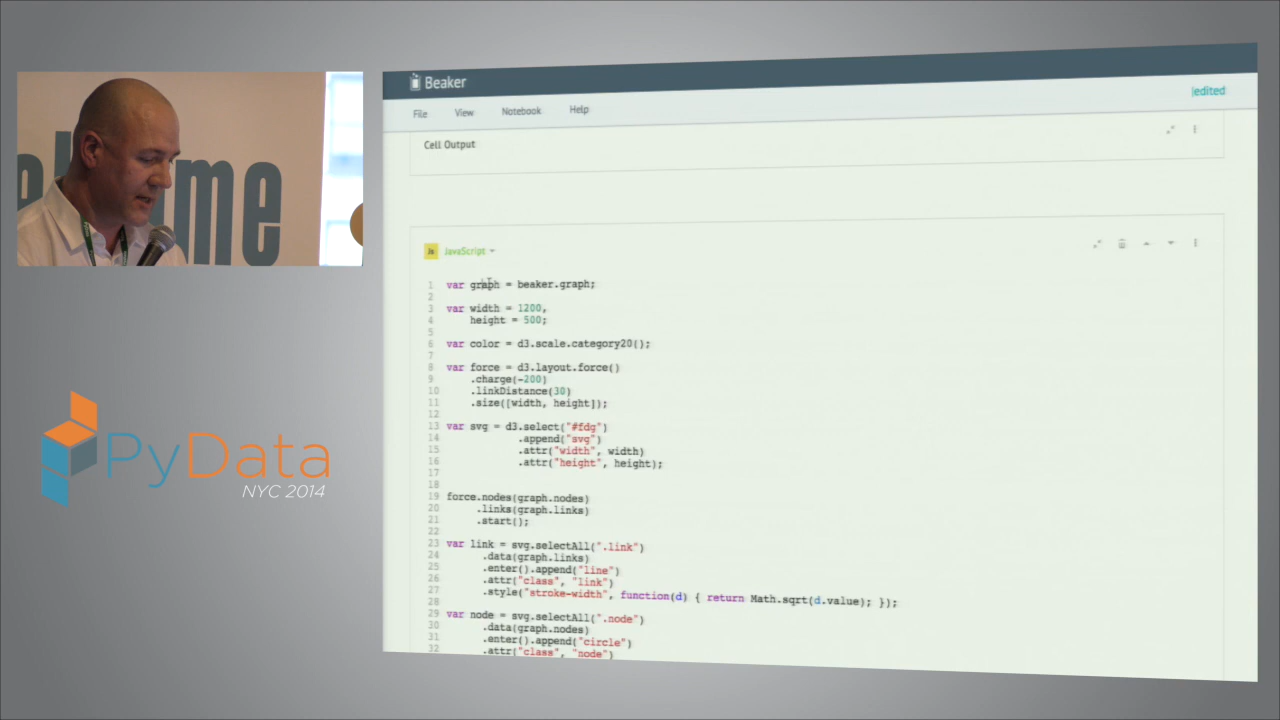 me
PyData
NYC 2014
Beaker
File View Notebook Help
edited
Cell Output
Js JavaScript
1 var graph = beaker.graph;
2
3 var width = 1200,
4 height = 500;
5
6 var color = d3.scale.category20();
7
8 var force = d3.layout.force()
9 .charge(-200)
10 .linkDistance(30)
11 .size([width, height]);
12
13 var svg = d3.select("#fdg")
14 .append("svg")
15 .attr("width", width)
16 .attr("height", height);
17
18
19 force.nodes(graph.nodes)
20 .links(graph.links)
21 .start();
22
23 var link = svg.selectAll(".link")
24 .data(graph.links)
25 .enter().append("line")
26 .attr("class", "link")
27 .style("stroke-width", function(d) { return Math.sqrt(d.value); });
28
29 var node = svg.selectAll(".node")
30 .data(graph.nodes)
31 .enter().append("circle")
32 .attr("class", "node")